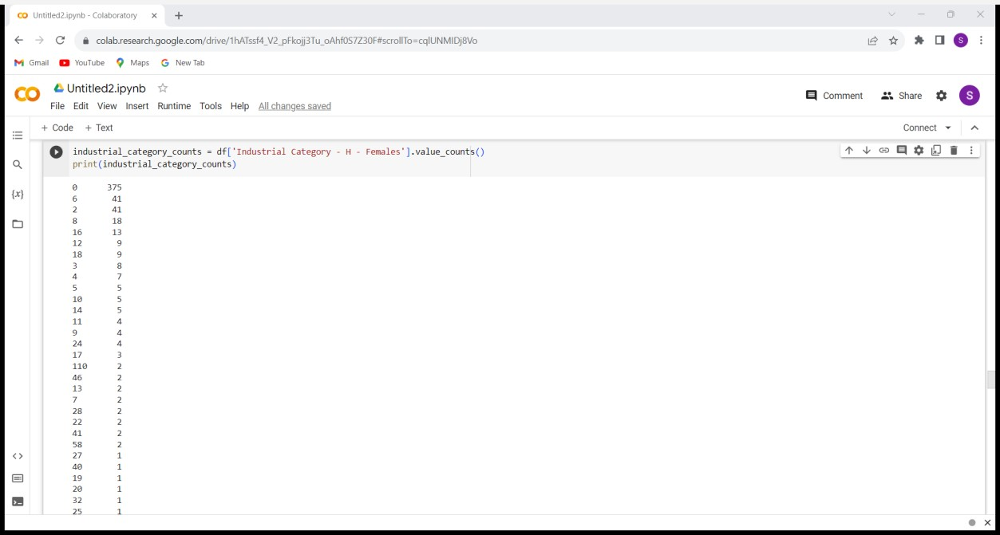 Untitled2.ipynb - Colaboratory
colab.research.google.com/drive/1hATssf4_V2_pFkojj3Tu_oAhf0S7Z30F#scrollTo=cqlUNMIDj8Vo
S
Gmail YouTube Maps New Tab
Untitled2.ipynb
File Edit View Insert Runtime Tools Help All changes saved
Comment Share S
+ Code + Text Connect
industrial_category_counts = df['Industrial Category - H - Females'].value_counts()
print(industrial_category_counts)
{x}
0 375
6 41
2 41
8 18
16 13
12 9
18 9
3 8
4 7
5 5
10 5
14 5
11 4
9 4
24 4
17 3
110 2
46 2
13 2
7 2
28 2
22 2
41 2
58 2
27 1
40 1
19 1
20 1
32 1
25 1